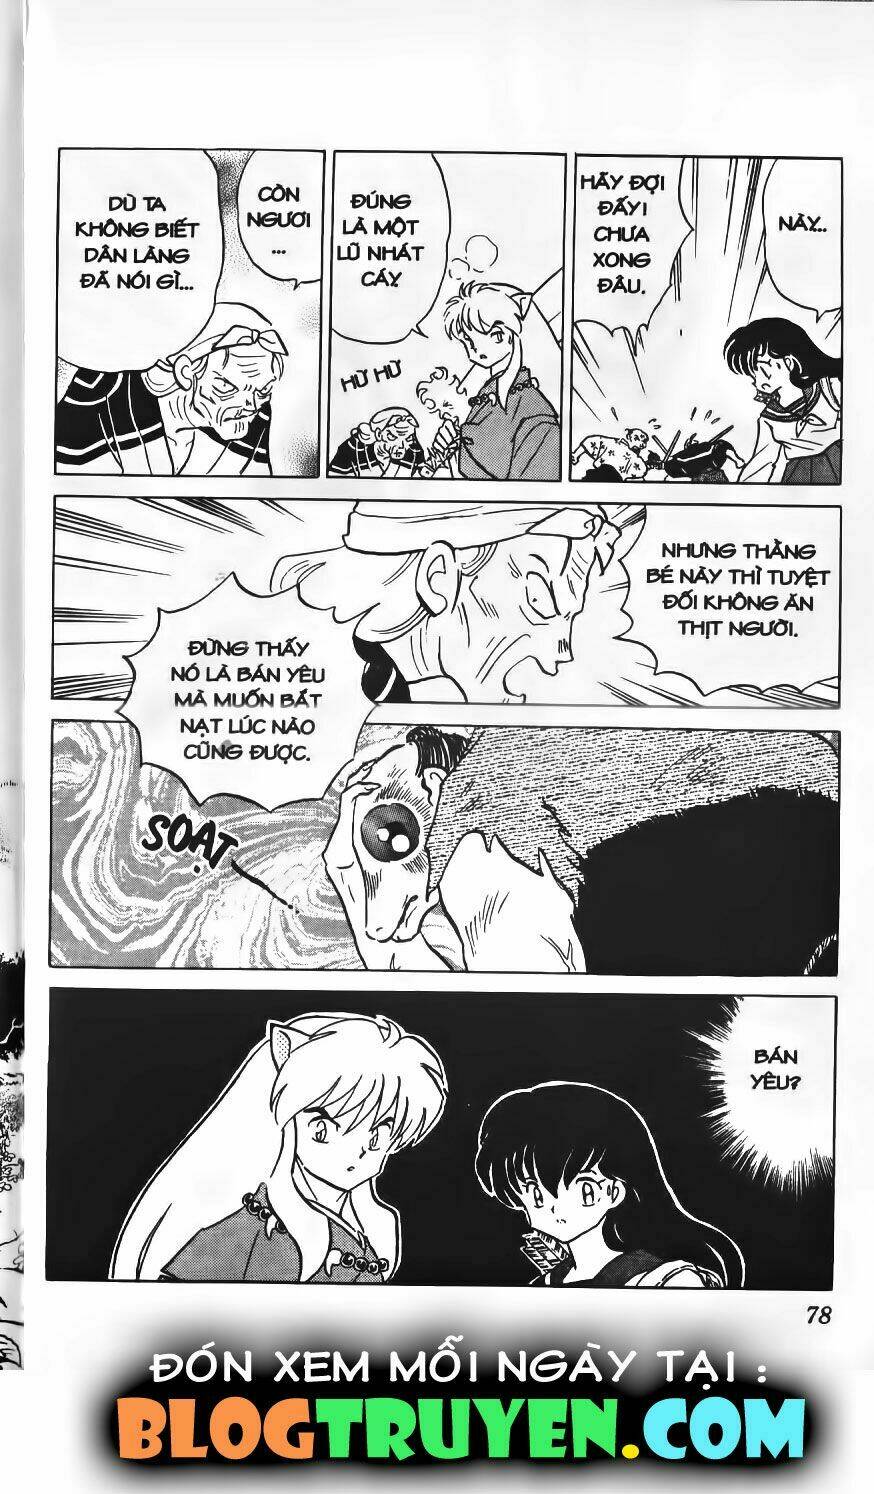 NÀY...
HÃY ĐỢI
ĐẤY!
CHƯA
XONG
ĐÂU.
ĐÚNG
LÀ MỘT
LŨ NHÁT
CÁY.
HỪ HỪ
CÒN
NGƯƠI
...
DÙ TA
KHÔNG BIẾT
DÂN LÀNG
ĐÃ NÓI GÌ...
NHƯNG THẰNG
BÉ NÀY THÌ TUYỆT
ĐỐI KHÔNG ĂN
THỊT NGƯỜI.
ĐỪNG THẤY
NÓ LÀ BÁN YÊU
MÀ MUỐN BẮT
NẠT LÚC NÀO
CŨNG ĐƯỢC.
SOẠT
BÁN
YÊU?
78
ĐÓN XEM MỖI NGÀY TẠI :
BLOGTRUYEN.COM